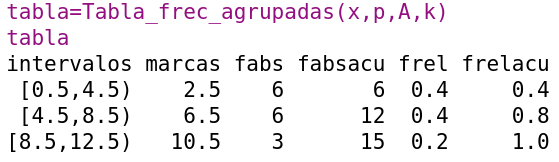 tabla=Tabla_frec_agrupadas(x,p,A,k)
tabla
intervalos marcas fabs fabsacu frel frelacu
[0.5,4.5) 2.5 6 6 0.4 0.4
[4.5,8.5) 6.5 6 12 0.4 0.8
[8.5,12.5) 10.5 3 15 0.2 1.0